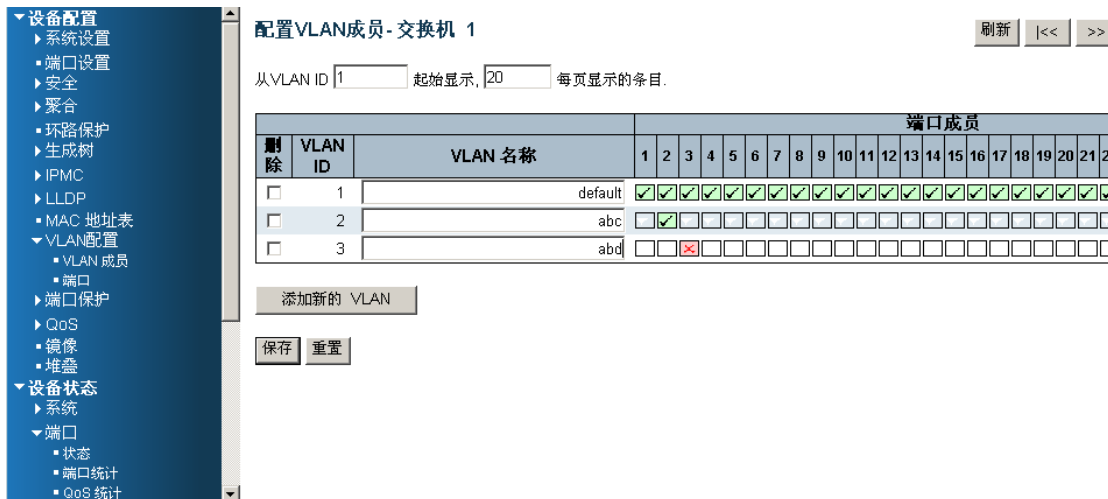 设备配置
系统设置
端口设置
安全
聚合
环路保护
生成树
IPMC
LLDP
MAC 地址表
VLAN配置
VLAN 成员
端口
端口保护
QoS
镜像
堆叠
设备状态
系统
端口
状态
端口统计
QoS 统计
配置VLAN成员- 交换机 1
刷新 |<< >>
从VLAN ID 1 起始显示, 20 每页显示的条目.
端口成员
删除 VLAN ID VLAN 名称 1 2 3 4 5 6 7 8 9 10 11 12 13 14 15 16 17 18 19 20 21
1 default
2 abc
3 abd
添加新的 VLAN
保存 重置